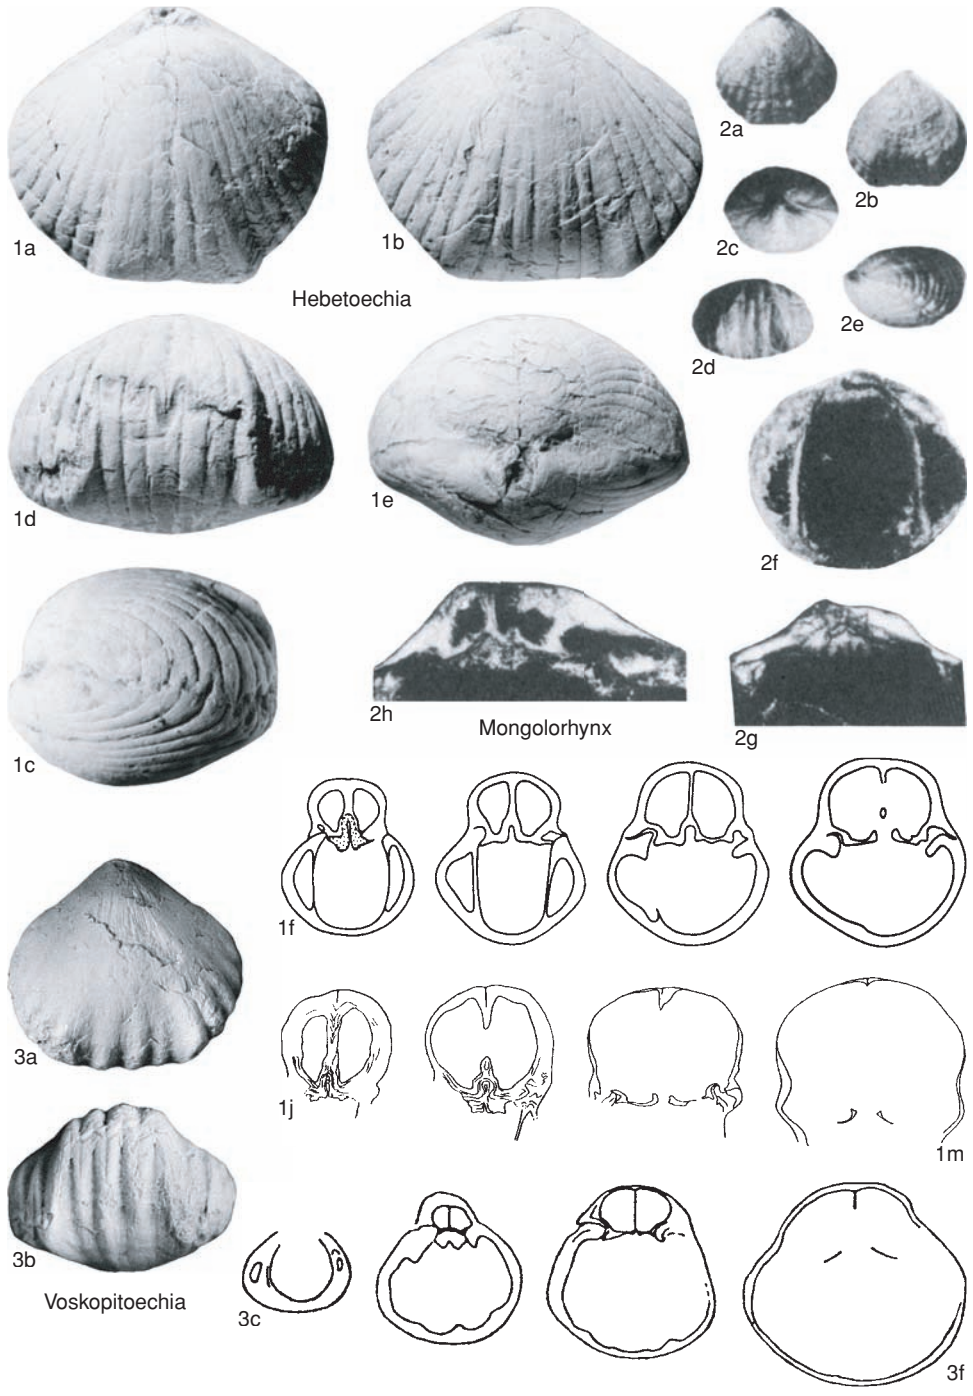 1a
1b
2a
2b
2c
Hebetoechia
2e
2d
1d
1e
2f
1c
2h
Mongolorhynx
2g
1f
3a
1j
1m
3b
Voskopitoechia
3c
3f